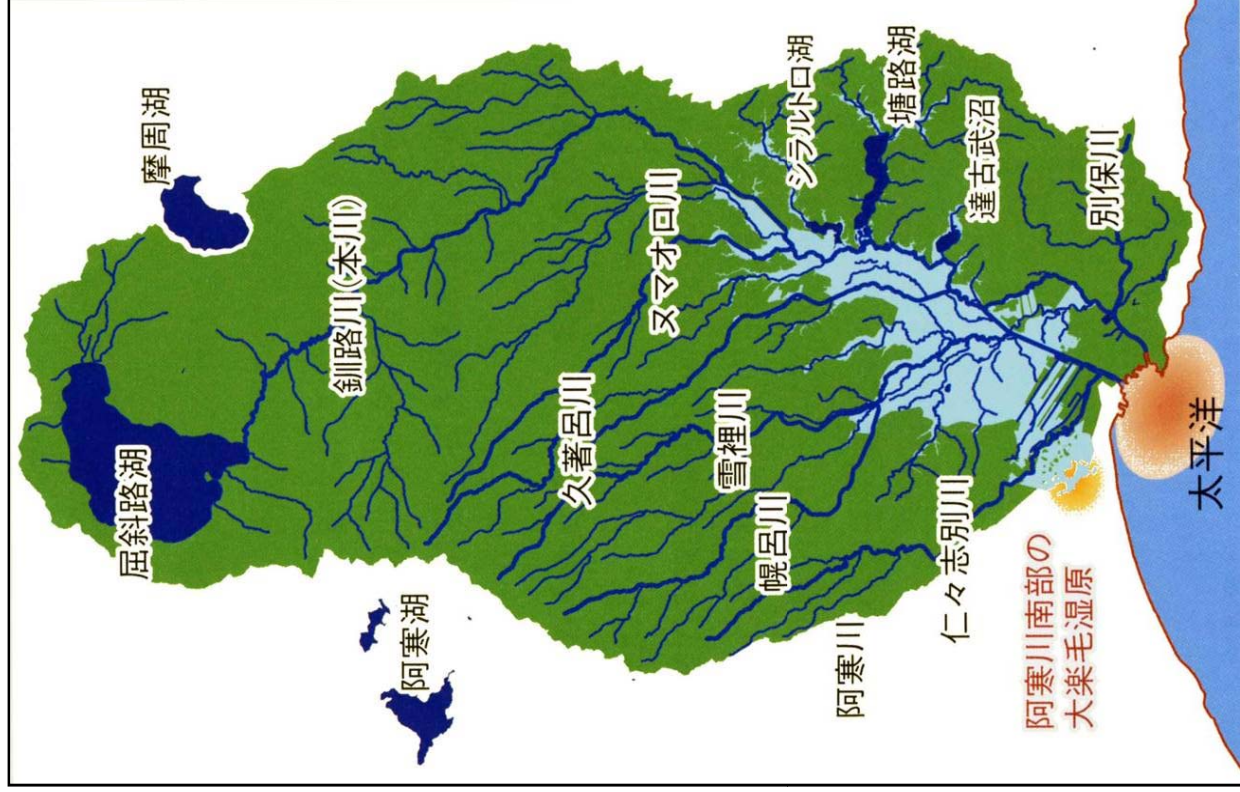 摩周湖
屈斜路湖
釧路川(本川)
阿寒湖
シラルトロ湖
塘路湖
ヌマオロ川
達古武沼
久著呂川
別保川
雪裡川
幌呂川
阿寒川
仁々志別川
阿寒川南部の
大楽毛湿原
太平洋